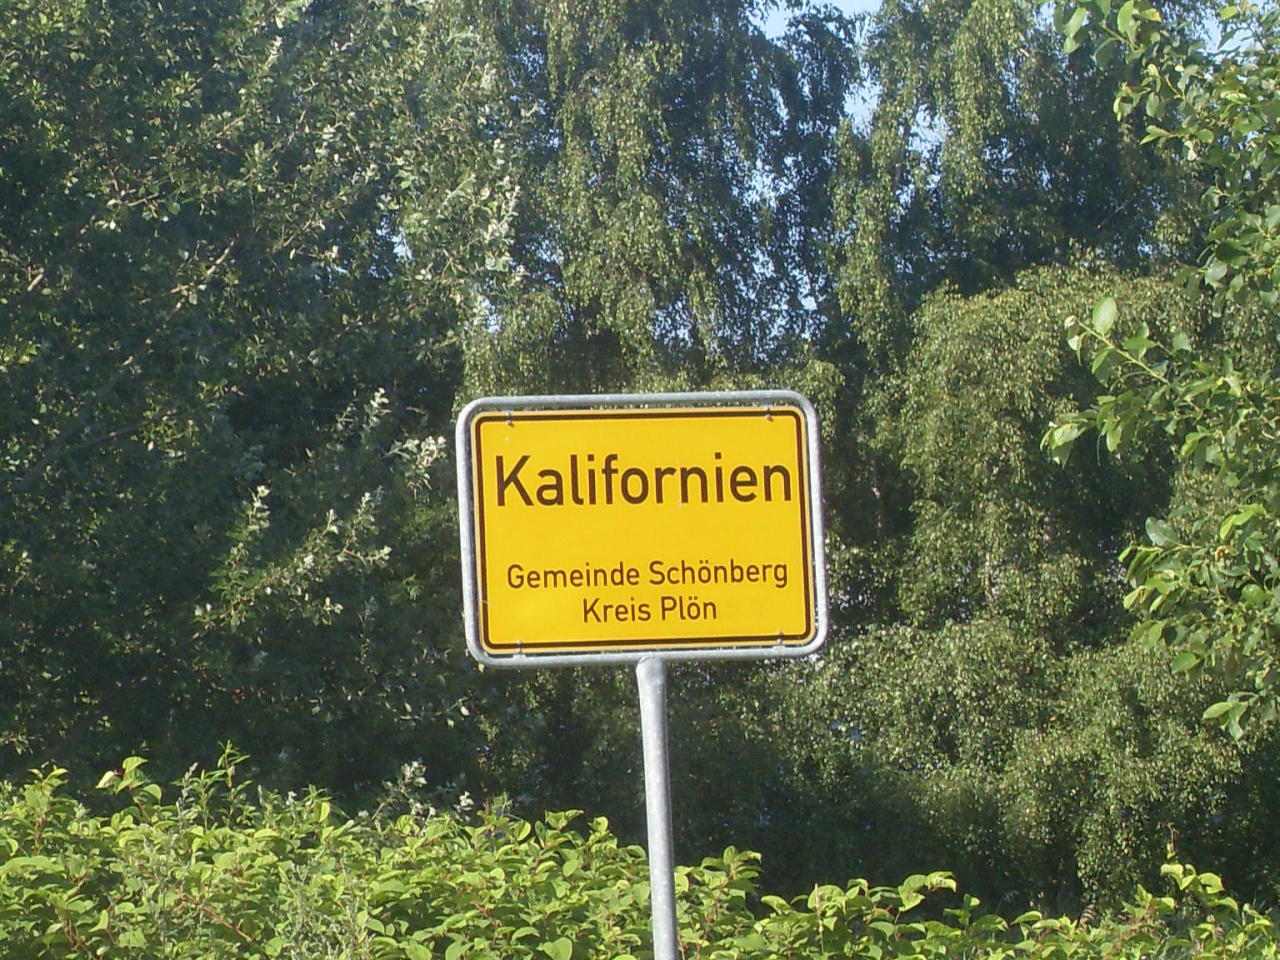 Kalifornien
Gemeinde Schönberg
Kreis Plön